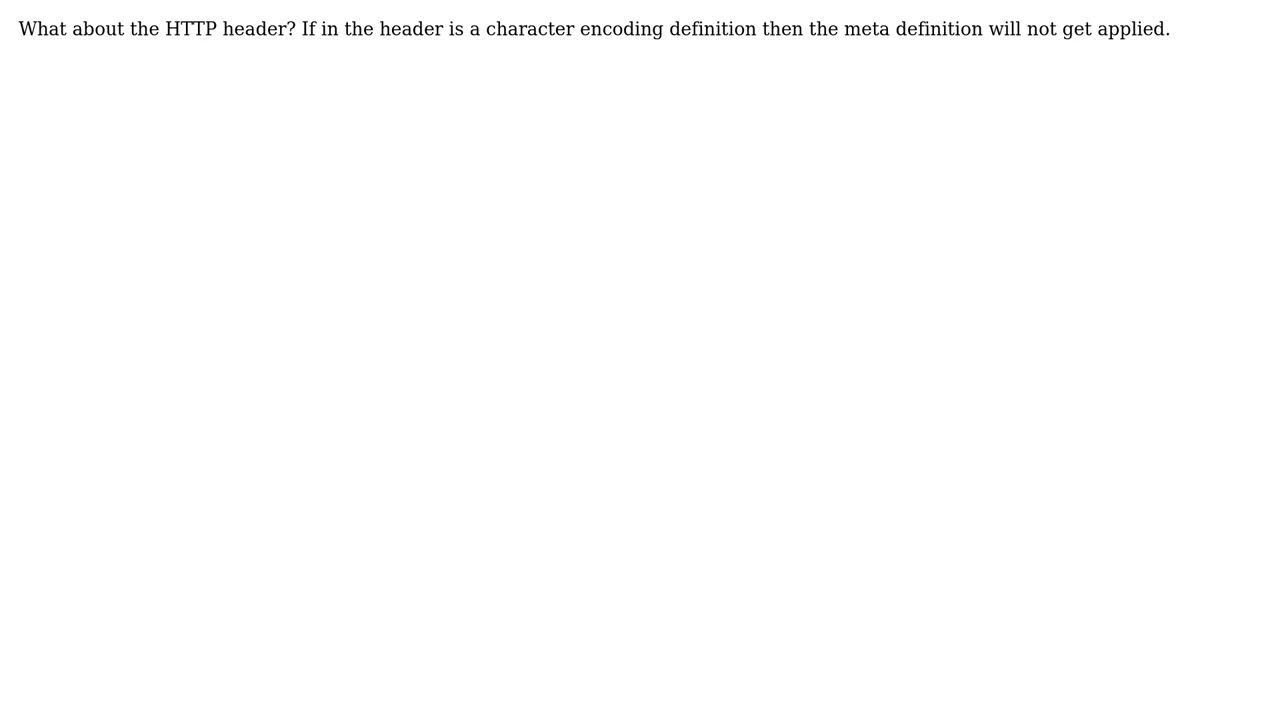 What about the HTTP header? If in the header is a character encoding definition then the meta definition will not get applied.